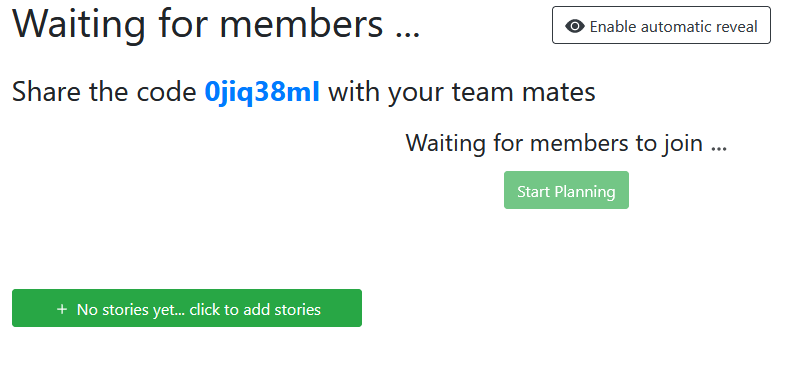 Waiting for members ...
Enable automatic reveal
Share the code 0jiq38ml with your team mates
Waiting for members to join ...
Start Planning
+ No stories yet... click to add stories